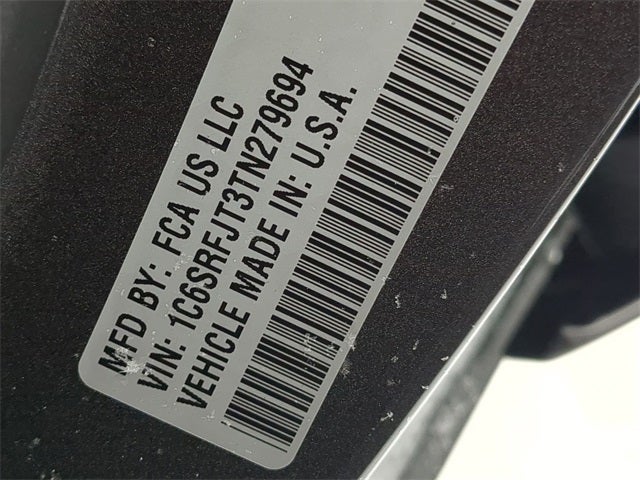 MFD BY: FCA US LLC
VIN: 1C6SRFJT3TN279694
VEHICLE MADE IN: U.S.A.